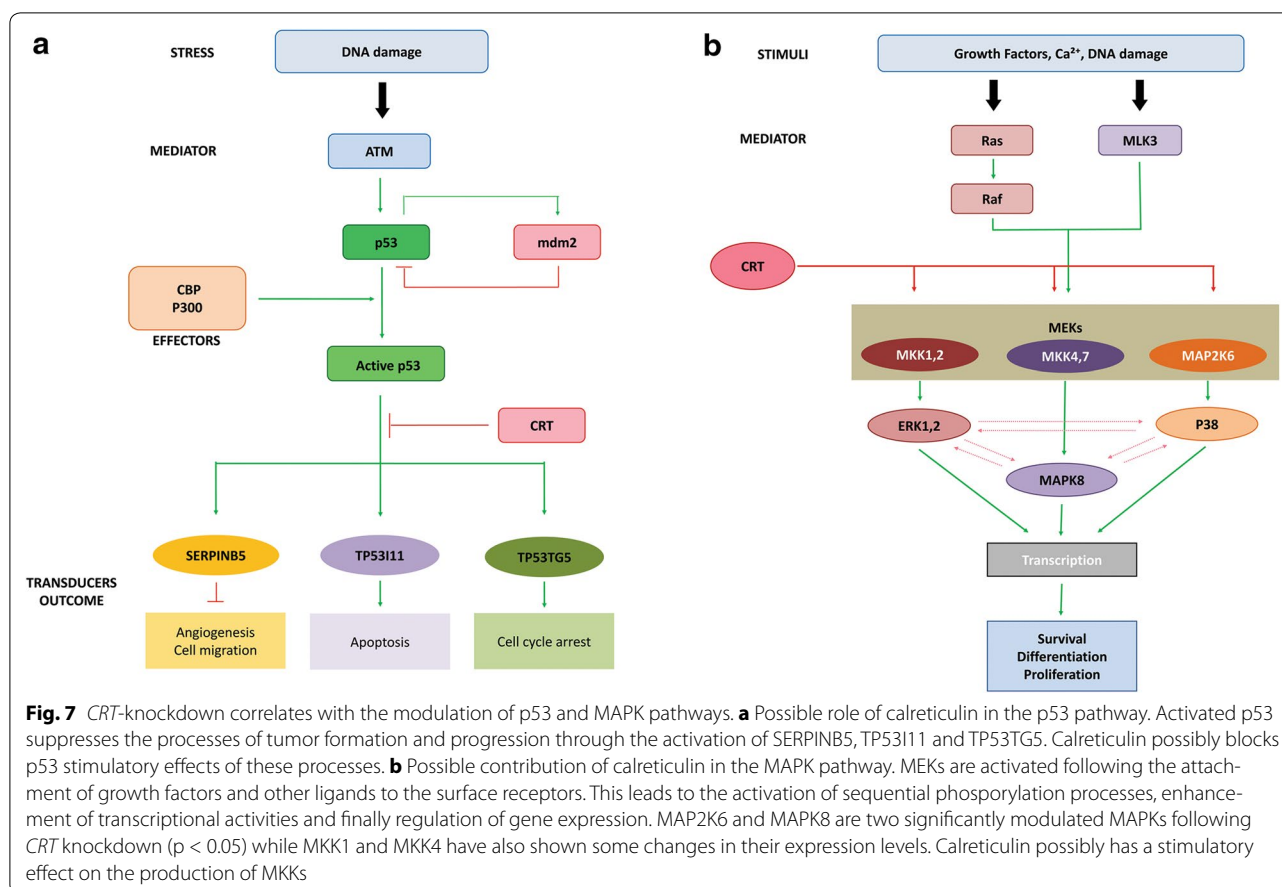 a
STRESS
DNA damage
MEDIATOR
ATM
p53
mdm2
CBP
P300
EFFECTORS
Active p53
CRT
SERPINB5
TP53I11
TP53TG5
TRANSDUCERS
OUTCOME
Angiogenesis
Cell migration
Apoptosis
Cell cycle arrest
b
STIMULI
Growth Factors, Ca²⁺, DNA damage
MEDIATOR
Ras
MLK3
Raf
CRT
MEKs
MKK1,2
MKK4,7
MAP2K6
ERK1,2
P38
MAPK8
Transcription
Survival
Differentiation
Proliferation
Fig. 7 CRT-knockdown correlates with the modulation of p53 and MAPK pathways. a Possible role of calreticulin in the p53 pathway. Activated p53
suppresses the processes of tumor formation and progression through the activation of SERPINB5, TP53I11 and TP53TG5. Calreticulin possibly blocks
p53 stimulatory effects of these processes. b Possible contribution of calreticulin in the MAPK pathway. MEKs are activated following the attach-
ment of growth factors and other ligands to the surface receptors. This leads to the activation of sequential phosporylation processes, enhance-
ment of transcriptional activities and finally regulation of gene expression. MAP2K6 and MAPK8 are two significantly modulated MAPKs following
CRT knockdown (p < 0.05) while MKK1 and MKK4 have also shown some changes in their expression levels. Calreticulin possibly has a stimulatory
effect on the production of MKKs